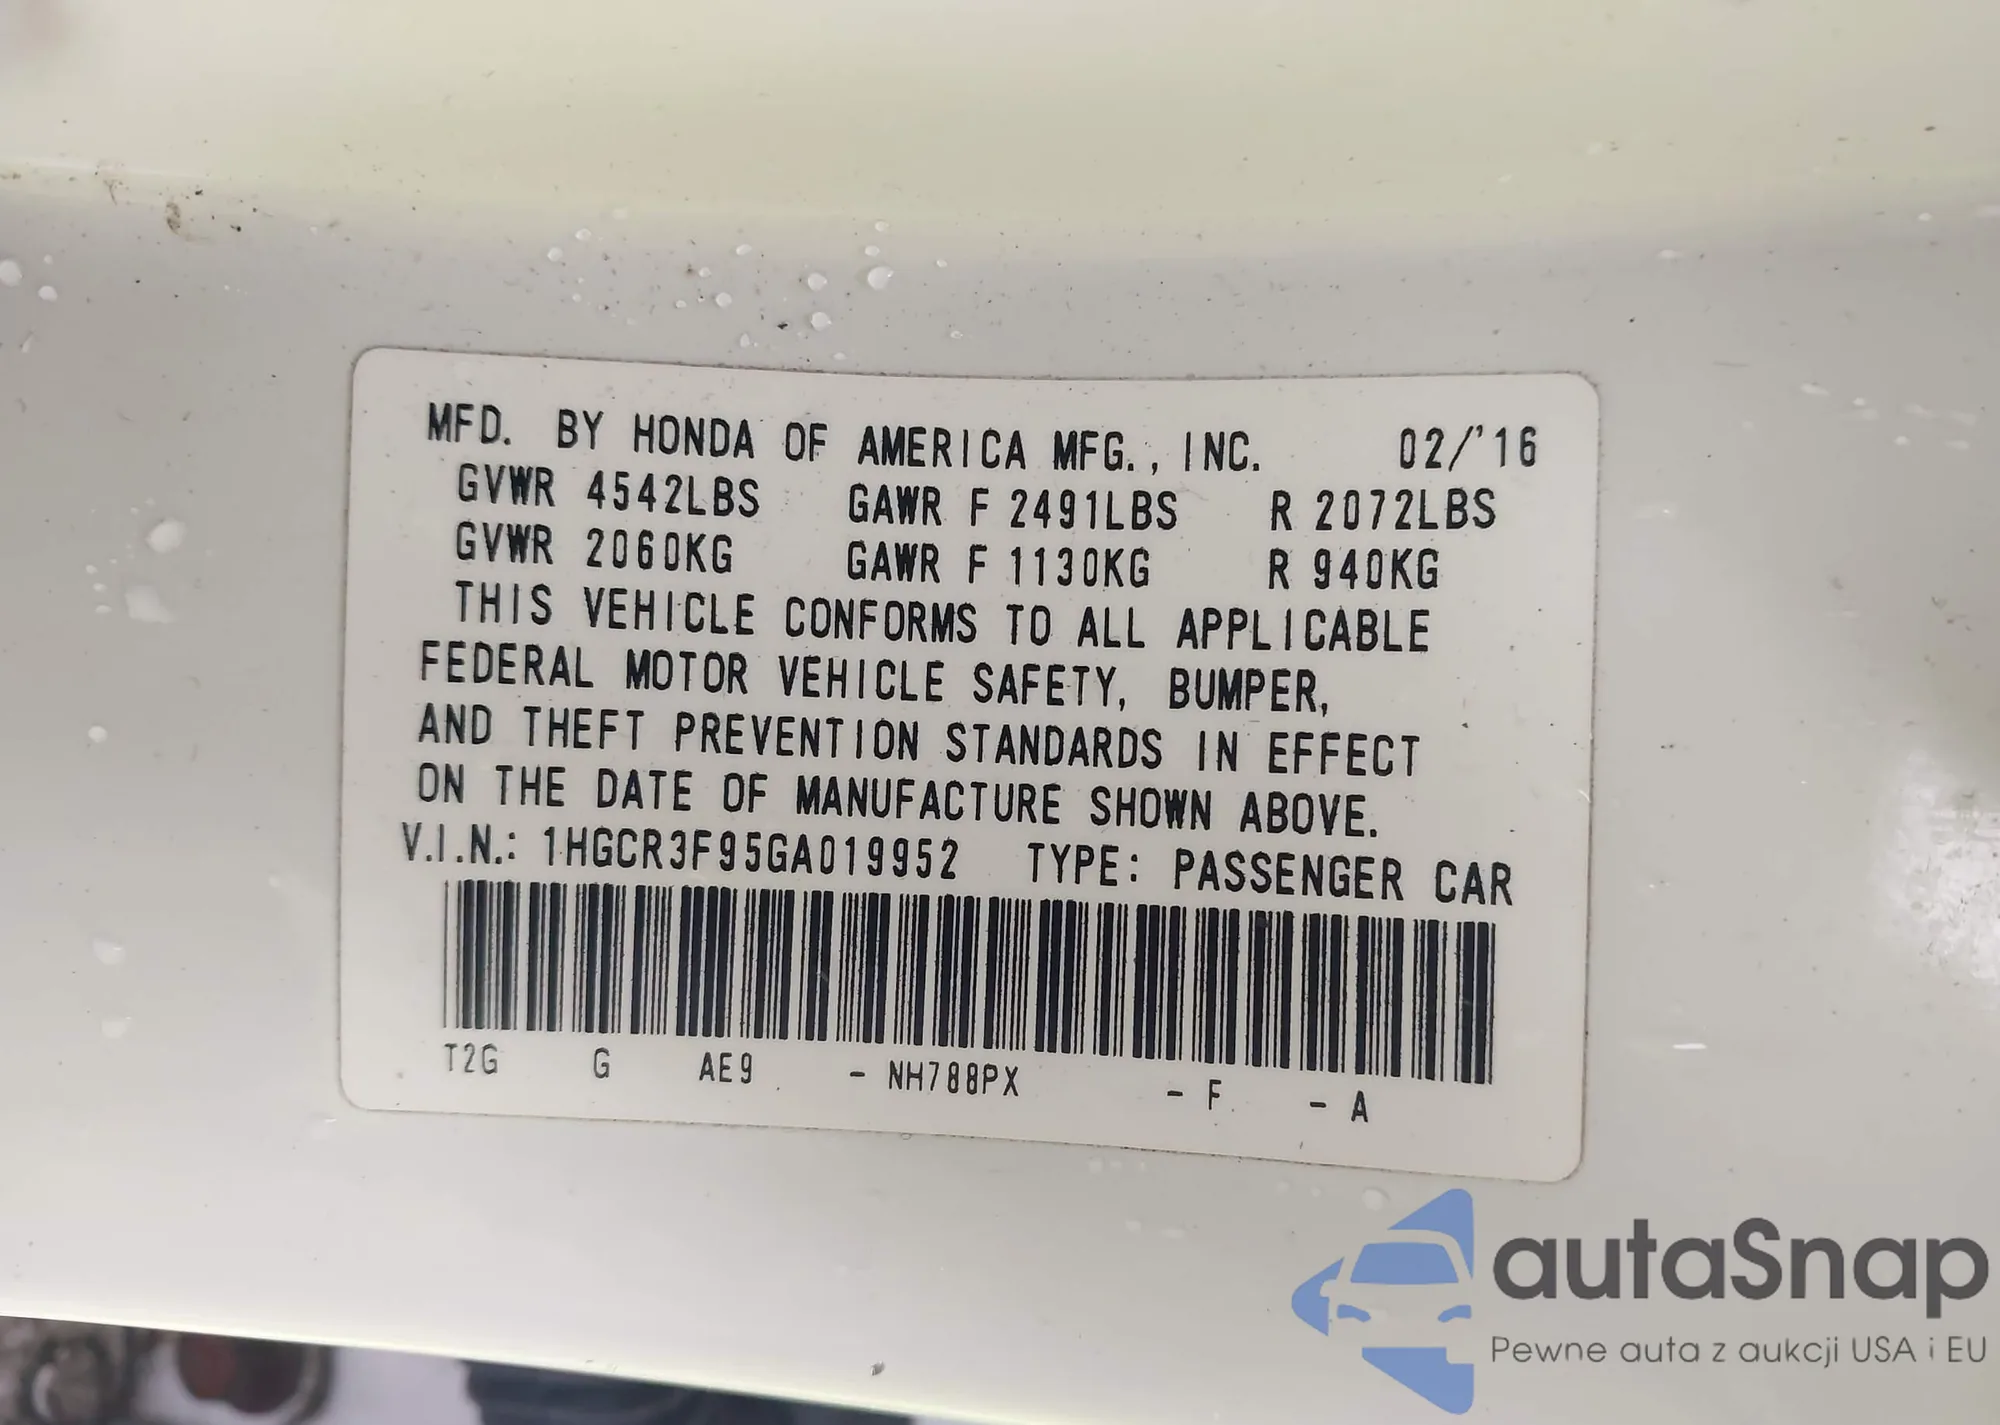 MFD. BY HONDA OF AMERICA MFG., INC. 02/'16
GVWR 4542LBS GAWR F 2491LBS R 2072LBS
GVWR 2060KG GAWR F 1130KG R 940KG
THIS VEHICLE CONFORMS TO ALL APPLICABLE
FEDERAL MOTOR VEHICLE SAFETY, BUMPER,
AND THEFT PREVENTION STANDARDS IN EFFECT
ON THE DATE OF MANUFACTURE SHOWN ABOVE.
V.I.N.: 1HGCR3F95GA019952 TYPE: PASSENGER CAR
T2G G AE9 - NH788PX - F - A
autaSnap
Pewne auta z aukcji USA i EU